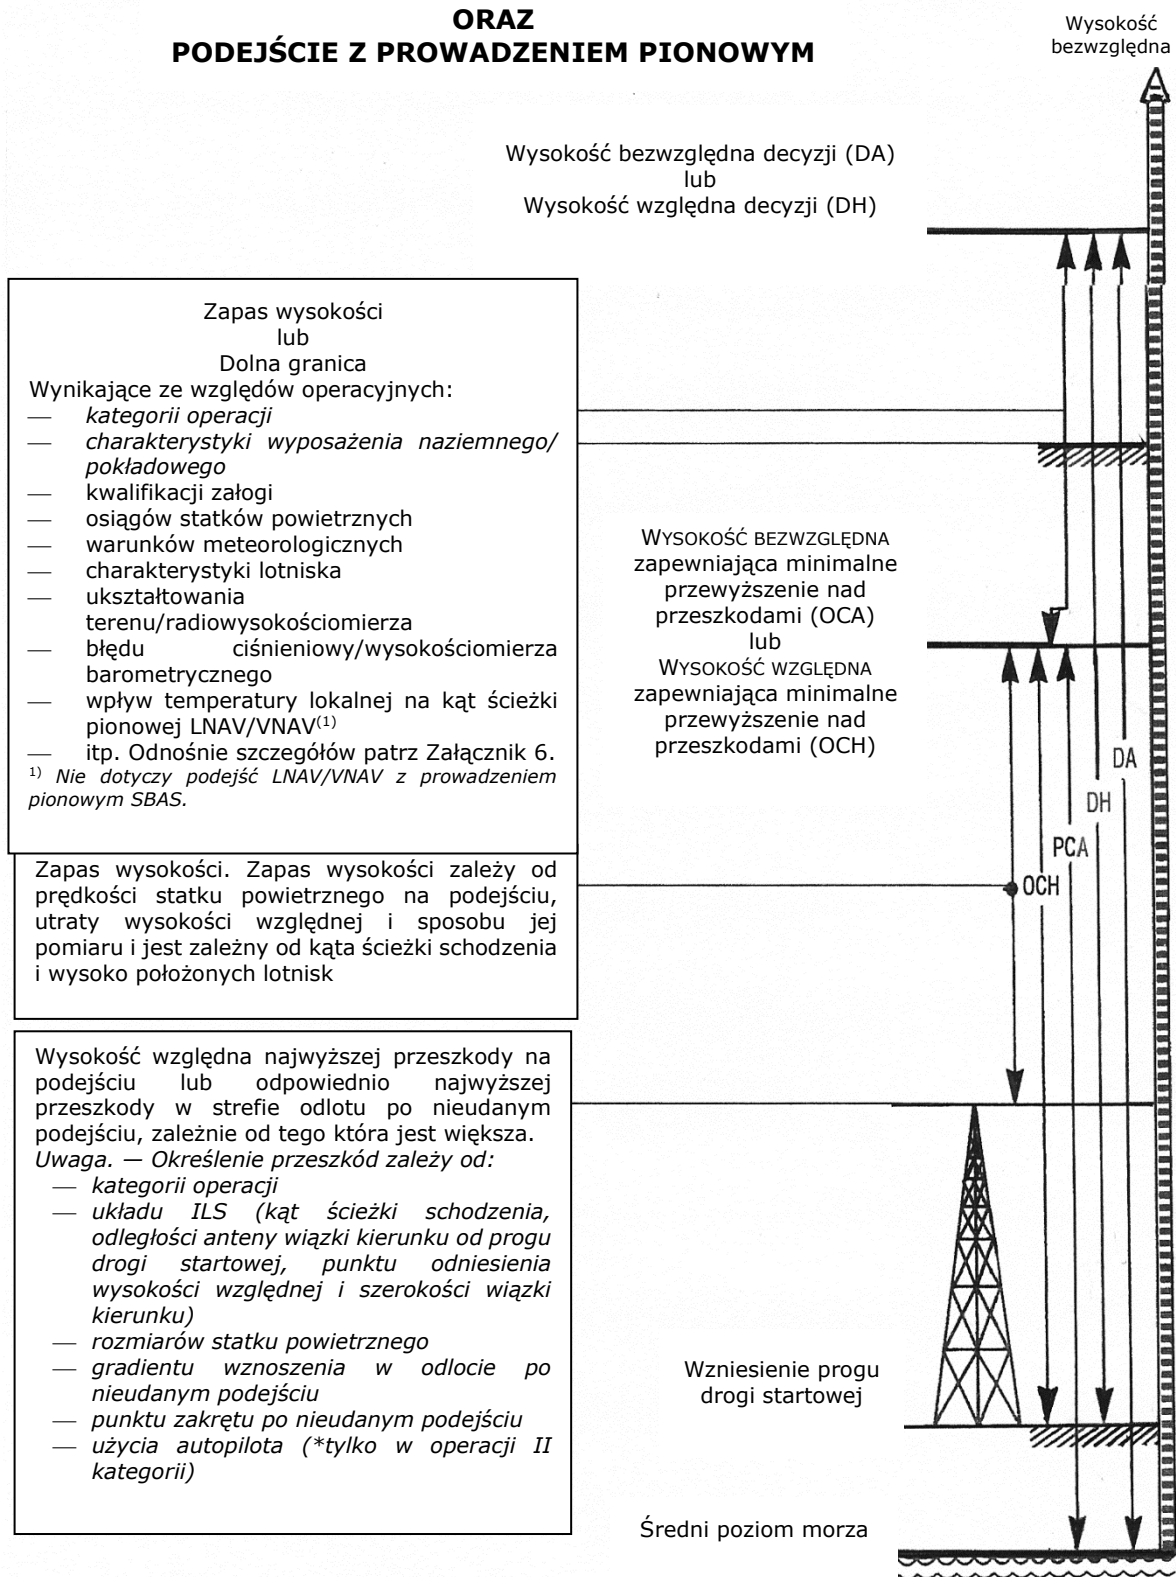 ORAZ
PODEJŚCIE Z PROWADZENIEM PIONOWYM
Wysokość
bezwzględna
Wysokość bezwzględna decyzji (DA)
lub
Wysokość względna decyzji (DH)
Zapas wysokości
lub
Dolna granica
Wynikające ze względów operacyjnych:
— kategorii operacji
— charakterystyki wyposażenia naziemnego/
pokładowego
— kwalifikacji załogi
— osiągów statków powietrznych
— warunków meteorologicznych
— charakterystyki lotniska
— ukształtowania
terenu/radiowysokościomierza
— błędu ciśnieniowy/wysokościomierza
barometrycznego
— wpływ temperatury lokalnej na kąt ścieżki
pionowej LNAV/VNAV(1)
— itp. Odnośnie szczegółów patrz Załącznik 6.
1) Nie dotyczy podejść LNAV/VNAV z prowadzeniem
pionowym SBAS.
WYSOKOŚĆ BEZWZGLĘDNA
zapewniająca minimalne
przewyższenie nad
przeszkodami (OCA)
lub
WYSOKOŚĆ WZGLĘDNA
zapewniająca minimalne
przewyższenie nad
przeszkodami (OCH)
DA
DH
PCA
OCH
Zapas wysokości. Zapas wysokości zależy od
prędkości statku powietrznego na podejściu,
utraty wysokości względnej i sposobu jej
pomiaru i jest zależny od kąta ścieżki schodzenia
i wysoko położonych lotnisk
Wysokość względna najwyższej przeszkody na
podejściu lub odpowiednio najwyższej
przeszkody w strefie odlotu po nieudanym
podejściu, zależnie od tego która jest większa.
Uwaga. — Określenie przeszkód zależy od:
— kategorii operacji
— układu ILS (kąt ścieżki schodzenia,
odległości anteny wiązki kierunku od progu
drogi startowej, punktu odniesienia
wysokości względnej i szerokości wiązki
kierunku)
— rozmiarów statku powietrznego
— gradientu wznoszenia w odlocie po
nieudanym podejściu
— punktu zakrętu po nieudanym podejściu
— użycia autopilota (*tylko w operacji II
kategorii)
Wzniesienie progu
drogi startowej
Średni poziom morza